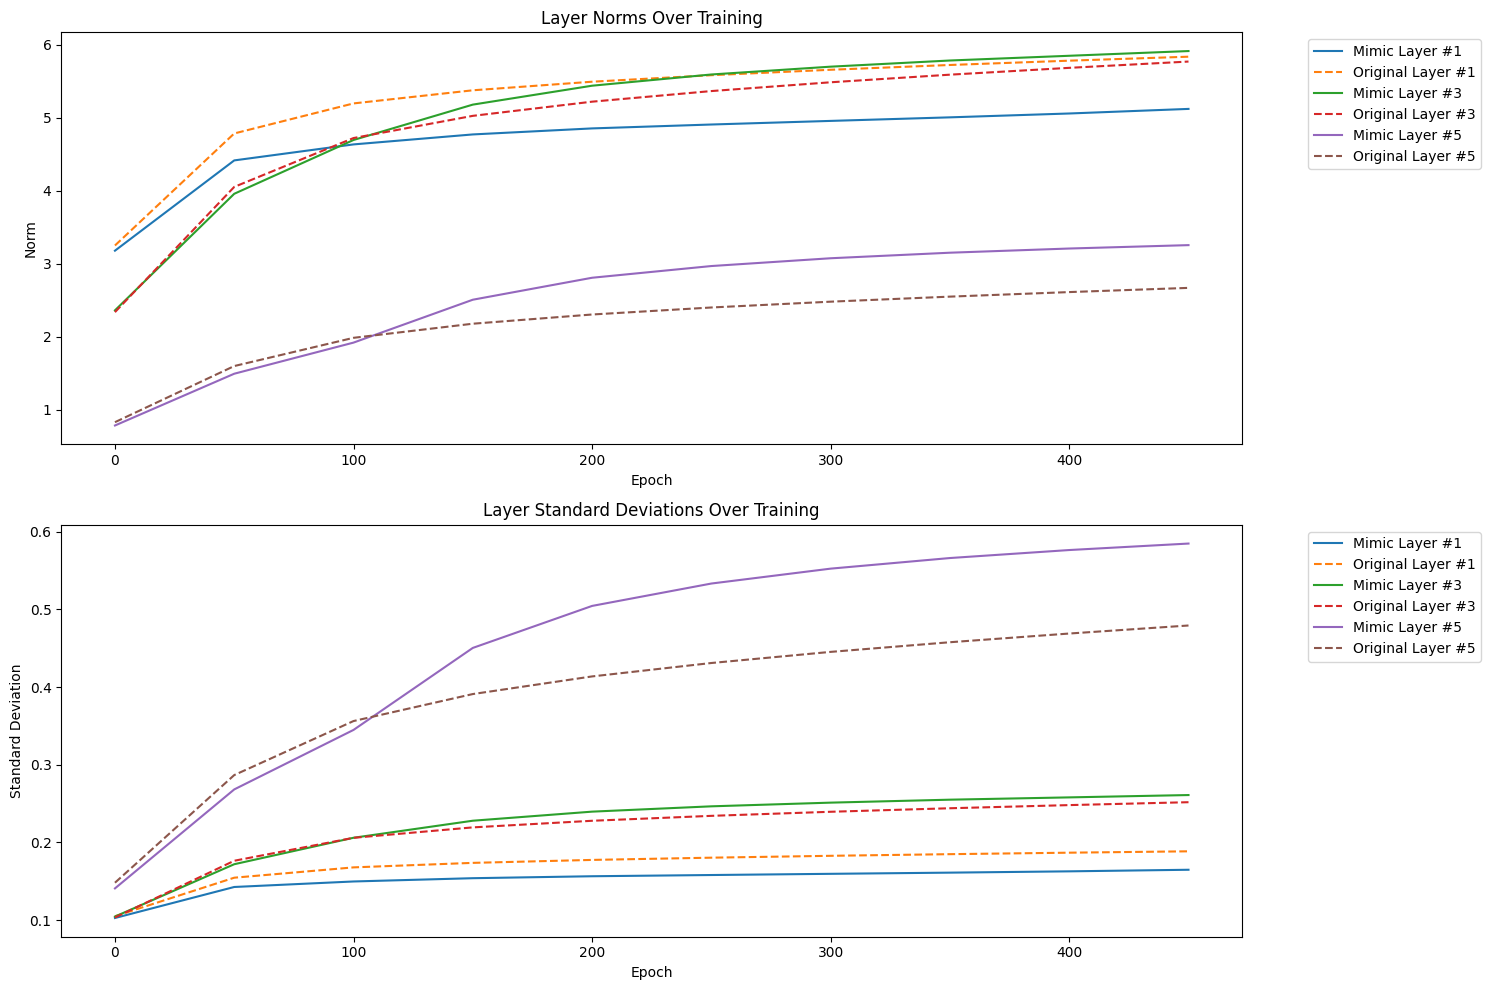 Layer Norms Over Training
6
5
4
3
2
1
Norm
0 100 200 300 400
Epoch
Mimic Layer #1
Original Layer #1
Mimic Layer #3
Original Layer #3
Mimic Layer #5
Original Layer #5
Layer Standard Deviations Over Training
0.6
0.5
0.4
0.3
0.2
0.1
Standard Deviation
0 100 200 300 400
Epoch
Mimic Layer #1
Original Layer #1
Mimic Layer #3
Original Layer #3
Mimic Layer #5
Original Layer #5